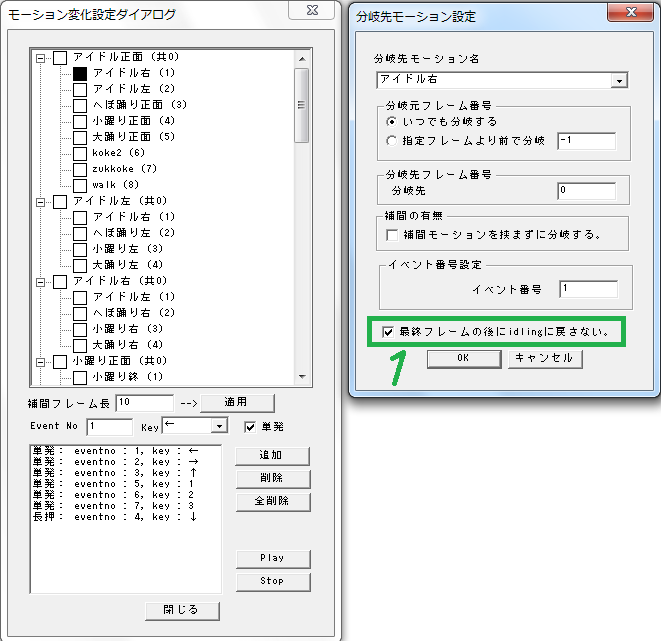 モーション変化設定ダイアログ
アイドル正面 (共0)
アイドル右 (1)
アイドル左 (2)
へぼ踊り正面 (3)
小躍り正面 (4)
大踊り正面 (5)
koke2 (6)
zukkoke (7)
walk (8)
アイドル左 (共0)
アイドル右 (1)
へぼ踊り左 (2)
小躍り左 (3)
大踊り左 (4)
アイドル右 (共0)
アイドル左 (1)
へぼ踊り右 (2)
小躍り右 (3)
大踊り右 (4)
小躍り正面 (共0)
小躍り終 (1)
補間フレーム長 10 --> 適用
Event No 1 Key ← 単発
単発： eventno : 1, key : ←
単発： eventno : 2, key : →
単発： eventno : 3, key : ↑
単発： eventno : 5, key : 1
単発： eventno : 6, key : 2
単発： eventno : 7, key : 3
長押： eventno : 4, key : ↓
追加
削除
全削除
Play
Stop
閉じる
分岐先モーション設定
分岐先モーション名
アイドル右
分岐元フレーム番号
いつでも分岐する
指定フレームより前で分岐 -1
分岐先フレーム番号
分岐先 0
補間の有無
補間モーションを挟まずに分岐する。
イベント番号設定
イベント番号 1
最終フレームの後にidlingに戻さない。
1
OK キャンセル